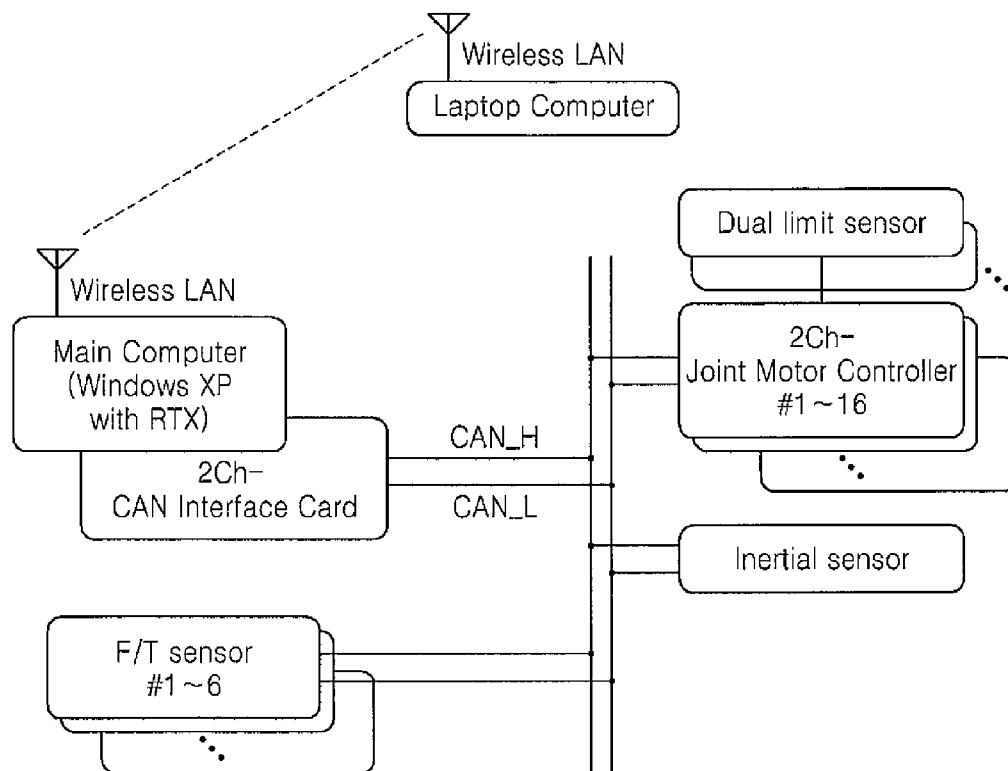 Wireless LAN
Laptop Computer
Dual limit sensor
Wireless LAN
Main Computer
(Windows XP
with RTX)
2Ch-
Joint Motor Controller
#1~16
CAN_H
2Ch-
CAN Interface Card
CAN_L
Inertial sensor
F/T sensor
#1~6